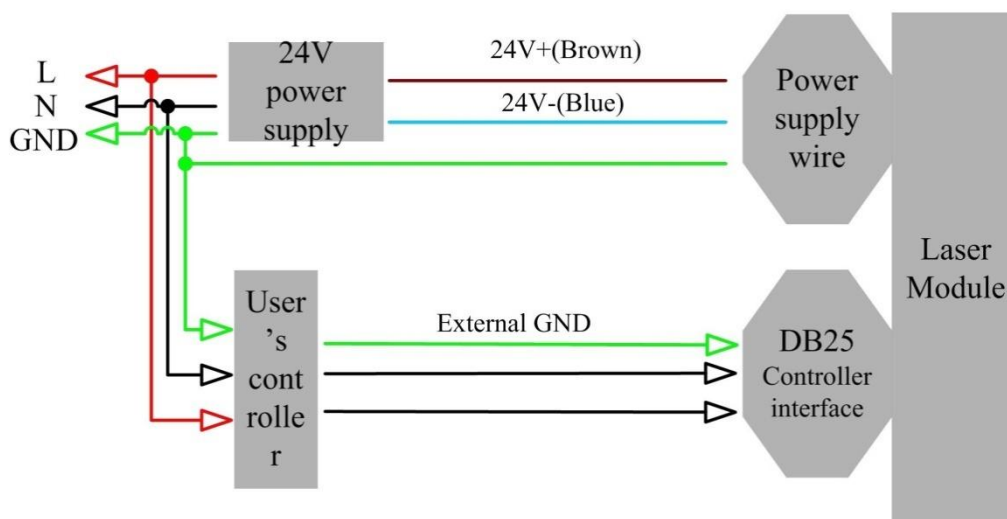 L
N
GND
24V
power
supply
24V+(Brown)
24V-(Blue)
Power
supply
wire
Laser
Module
User
’s
cont
rolle
r
External GND
DB25
Controller
interface